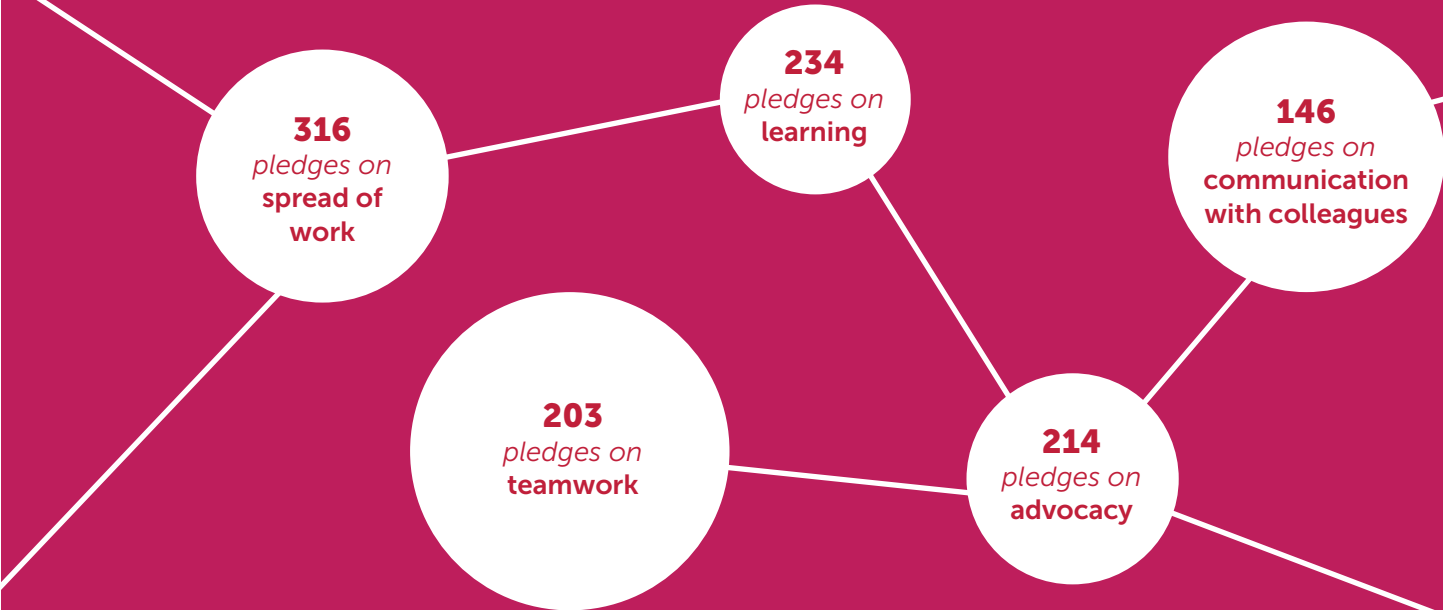 316
pledges on
spread of
work
234
pledges on
learning
146
pledges on
communication
with colleagues
203
pledges on
teamwork
214
pledges on
advocacy